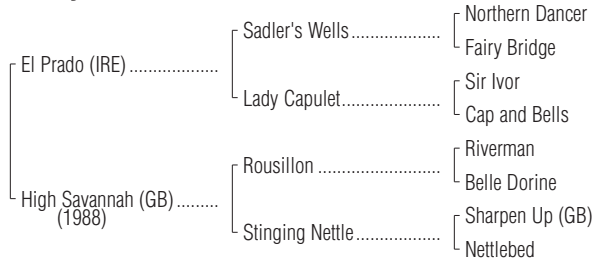 Northern Dancer
Sadler's Wells...................
Fairy Bridge
El Prado (IRE) ...................
Sir Ivor
Lady Capulet.....................
Cap and Bells
Riverman
Rousillon .........................
Belle Dorine
High Savannah (GB).........
(1988)
Sharpen Up (GB)
Stinging Nettle..................
Nettlebed